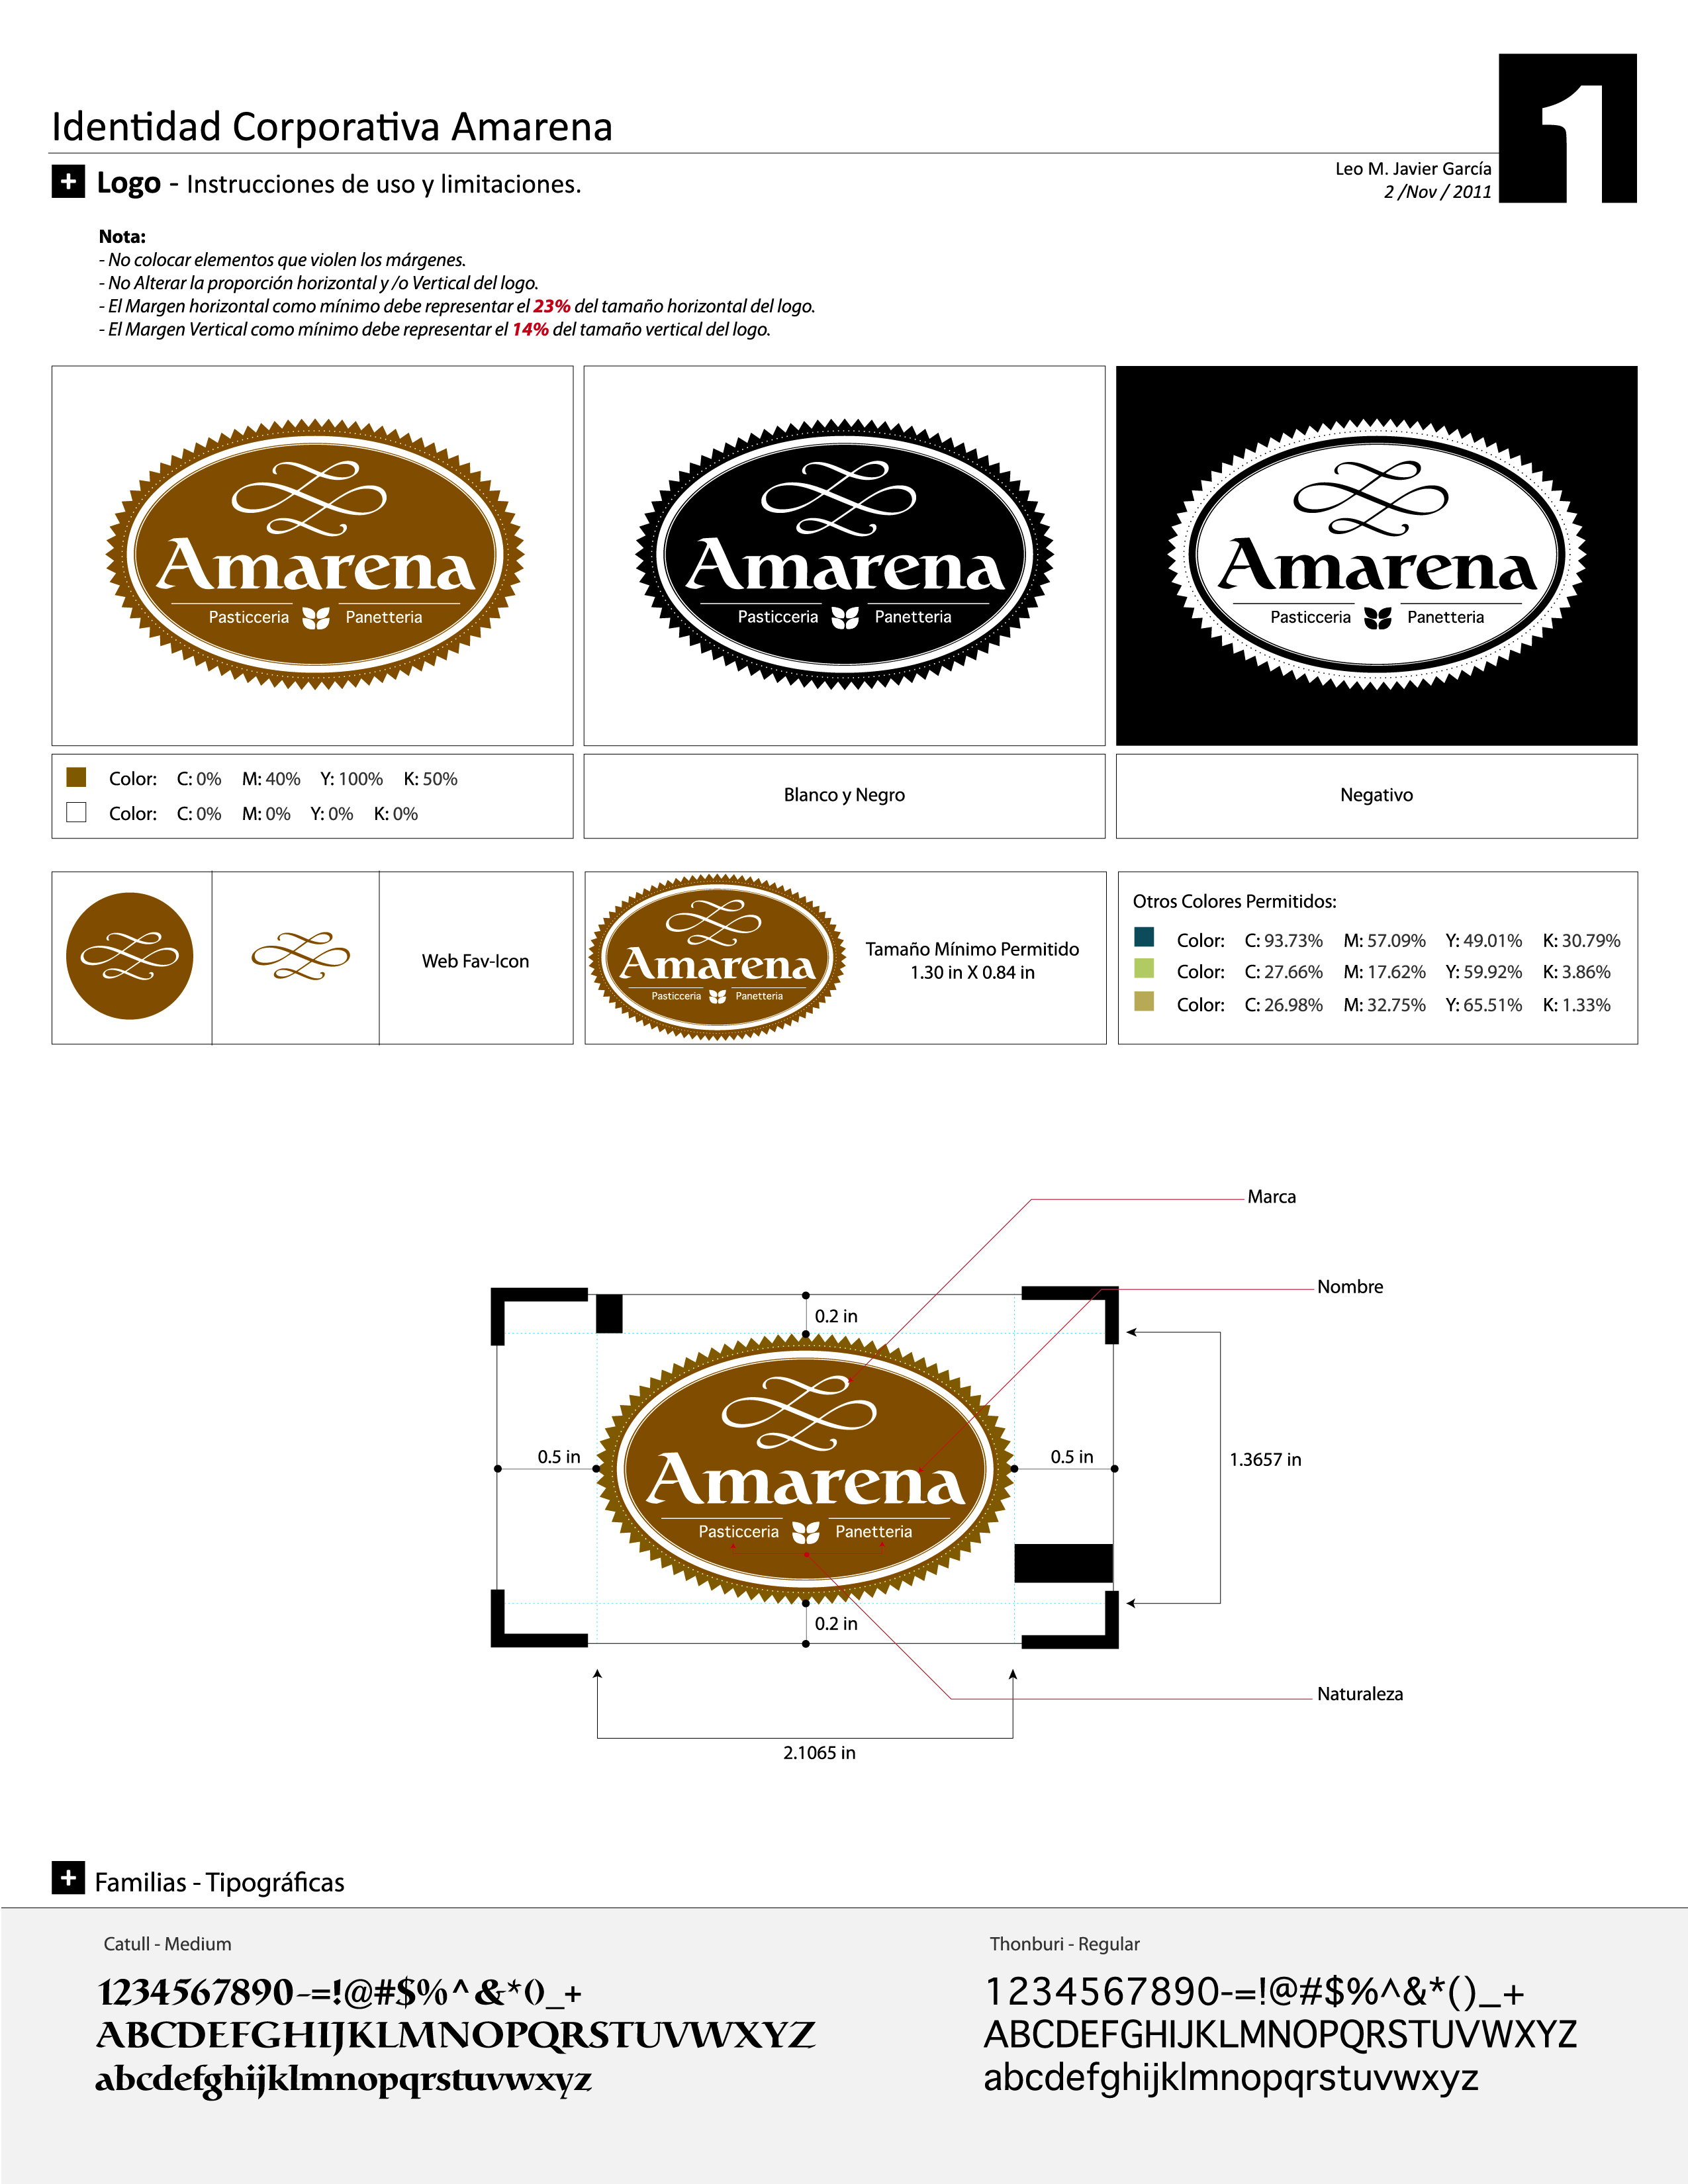 1
Identidad Corporativa Amarena
+ Logo - Instrucciones de uso y limitaciones.
Leo M. Javier García
2 /Nov / 2011
Nota:
- No colocar elementos que violen los márgenes.
- No Alterar la proporción horizontal y /o Vertical del logo.
- El Margen horizontal como mínimo debe representar el 23% del tamaño horizontal del logo.
- El Margen Vertical como mínimo debe representar el 14% del tamaño vertical del logo.
Amarena
Pasticceria Panetteria
Amarena
Pasticceria Panetteria
Amarena
Pasticceria Panetteria
Color: C: 0% M: 40% Y: 100% K: 50%
Color: C: 0% M: 0% Y: 0% K: 0%
Blanco y Negro
Negativo
Web Fav-Icon
Amarena
Pasticceria Panetteria
Tamaño Mínimo Permitido
1.30 in X 0.84 in
Otros Colores Permitidos:
Color: C: 93.73% M: 57.09% Y: 49.01% K: 30.79%
Color: C: 27.66% M: 17.62% Y: 59.92% K: 3.86%
Color: C: 26.98% M: 32.75% Y: 65.51% K: 1.33%
Marca
Nombre
0.2 in
0.5 in
0.5 in
1.3657 in
Amarena
Pasticceria Panetteria
0.2 in
Naturaleza
2.1065 in
+ Familias - Tipográficas
Catull - Medium
1234567890-=!@#$%^&*()_+
ABCDEFGHIJKLMNOPQRSTUVWXYZ
abcdefghijklmnopqrstuvwxyz
Thonburi - Regular
1234567890-=!@#$%^&*()_+
ABCDEFGHIJKLMNOPQRSTUVWXYZ
abcdefghijklmnopqrstuvwxyz